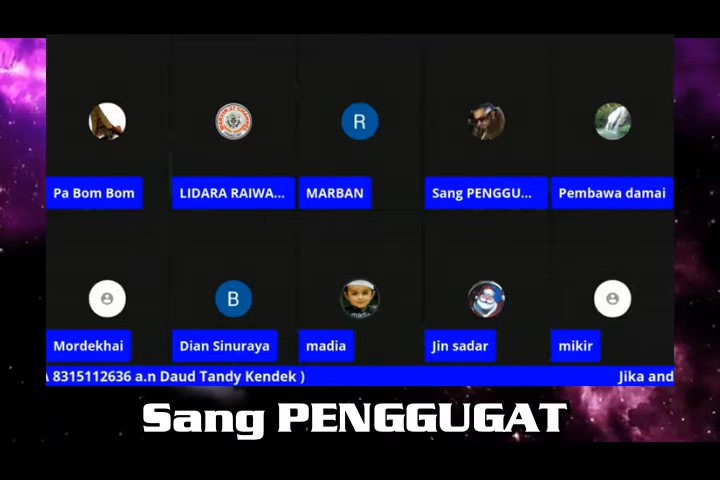 R
Pa Bom Bom
LIDARA RAIWA...
MARBAN
Sang PENGGU...
Pembawa damai
B
madia
Mordekhai
Dian Sinuraya
madia
Jin sadar
mikir
8315112636 a.n Daud Tandy Kendek ) Jika and
Sang PENGGUGAT